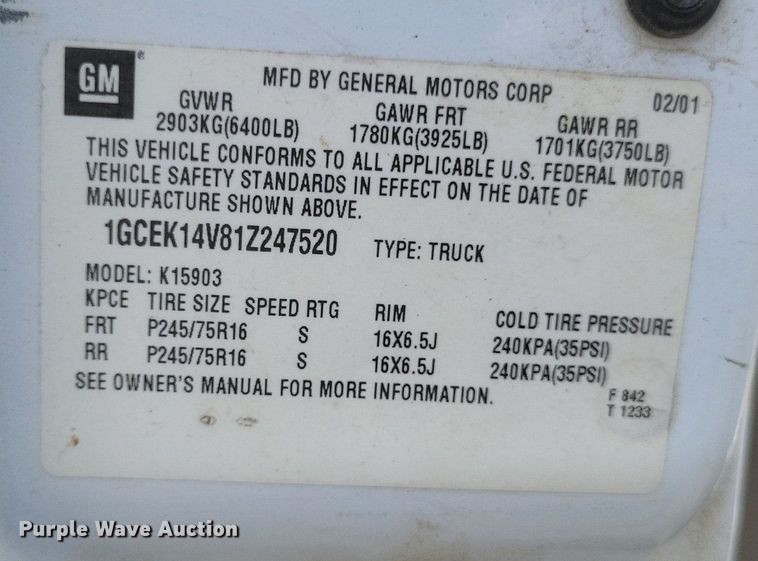 GM
MFD BY GENERAL MOTORS CORP 02/01
GVWR GAWR FRT GAWR RR
2903KG(6400LB) 1780KG(3925LB) 1701KG(3750LB)
THIS VEHICLE CONFORMS TO ALL APPLICABLE U.S. FEDERAL MOTOR
VEHICLE SAFETY STANDARDS IN EFFECT ON THE DATE OF
MANUFACTURE SHOWN ABOVE.
1GCEK14V81Z247520 TYPE: TRUCK
MODEL: K15903
KPCE TIRE SIZE SPEED RTG RIM COLD TIRE PRESSURE
FRT P245/75R16 S 16X6.5J 240KPA(35PSI)
RR P245/75R16 S 16X6.5J 240KPA(35PSI)
SEE OWNER'S MANUAL FOR MORE INFORMATION.
F 842
T 1233
Purple Wave Auction